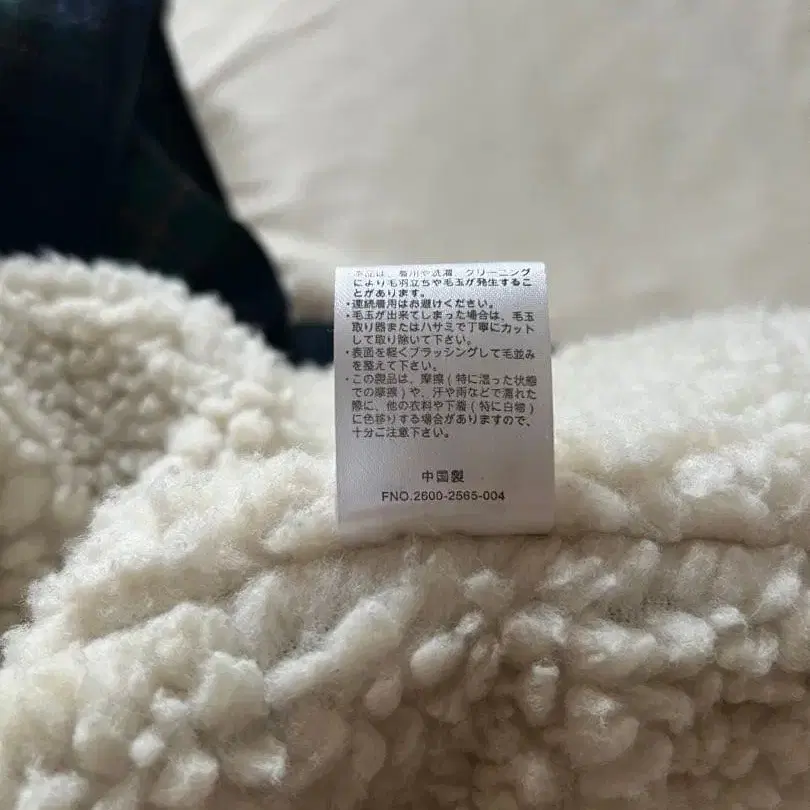 本品は、着用や洗濯、クリーニング
により毛羽立ちや毛玉が発生するこ
とがあります。
・連続着用はお避けください。
・毛玉が出来てしまった場合は、毛玉
取り器またはハサミで丁寧にカット
して取り除いて下さい。
・表面を軽くブラッシングして毛並み
を整えて下さい。
・この製品は、摩擦(特に湿った状態
での摩擦)や、汗や雨などで濡れた
際に、他の衣料や下着(特に白物)
に色移りする場合がありますので、
十分ご注意下さい。
中国製
FNO.2600-2565-004